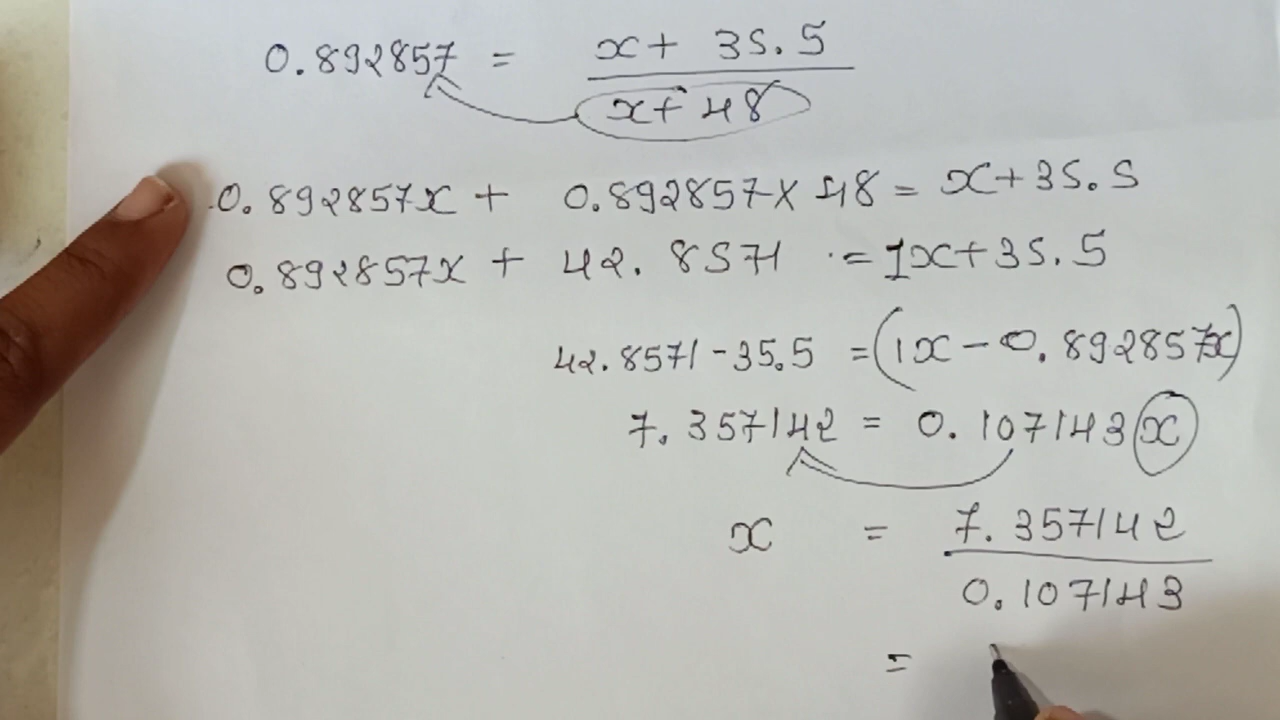 0.892857 = x + 35.5
x + 48
0.892857x + 0.892857 x 48 = x + 35.5
0.892857x + 42.8571 = 1x + 35.5
42.8571 - 35.5 = (1x - 0.892857x)
7.357142 = 0.107143 x
x = 7.357142
0.107143
=